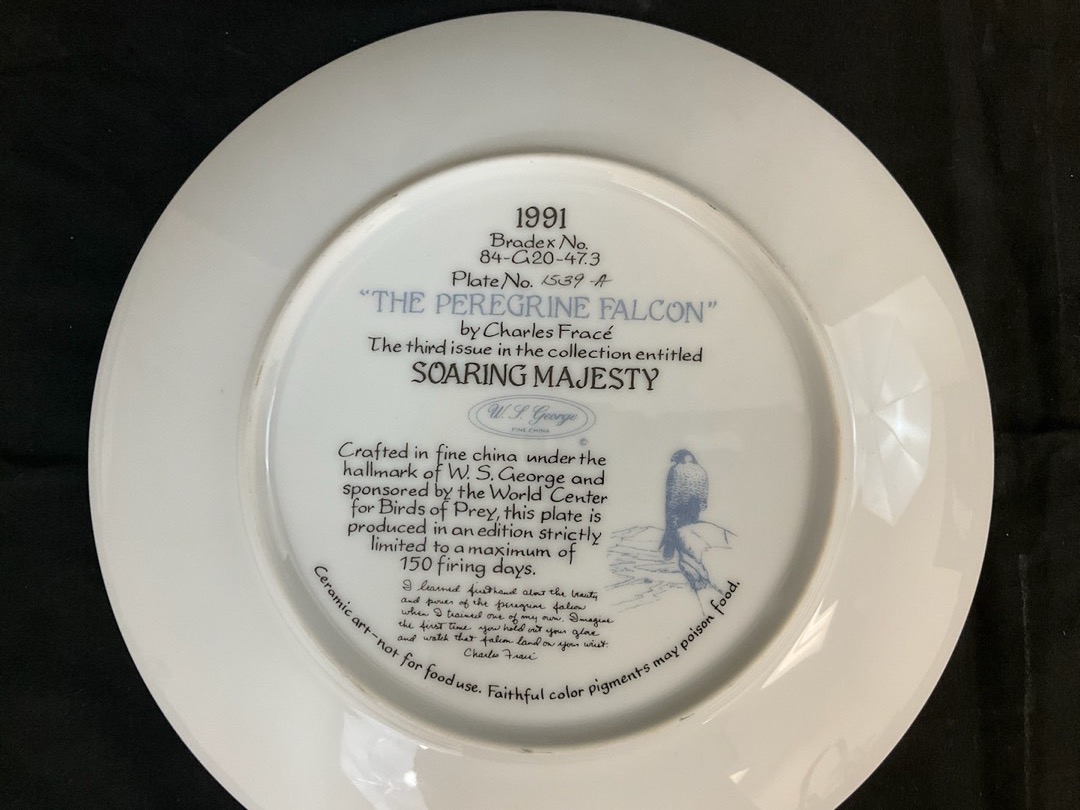 1991
Bradex No.
84-G20-47.3
Plate No. 1539-A
"THE PEREGRINE FALCON"
by Charles Fracé
The third issue in the collection entitled
SOARING MAJESTY
W. S. George
FINE CHINA
©
Crafted in fine china under the
hallmark of W. S. George and
sponsored by the World Center
for Birds of Prey, this plate is
produced in an edition strictly
limited to a maximum of
150 firing days.
I learned firsthand about the beauty
and power of the peregrine falcon
when I trained one of my own. Imagine
the first time you hold out your glove
and watch that falcon land on your wrist.
Charles Fracé
Ceramic art-not for food use. Faithful color pigments may poison food.